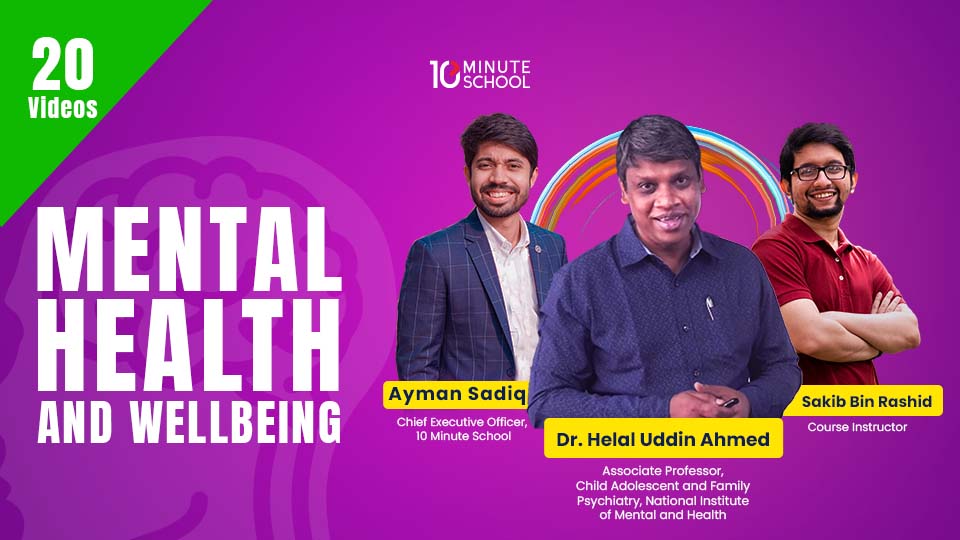 20
Videos
10 MINUTE
SCHOOL
MENTAL
HEALTH
AND WELLBEING
Ayman Sadiq
Chief Executive Officer,
10 Minute School
Dr. Helal Uddin Ahmed
Associate Professor,
Child Adolescent and Family
Psychiatry, National Institute
of Mental and Health
Sakib Bin Rashid
Course Instructor